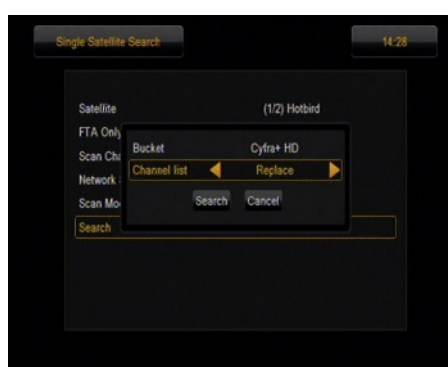 Single Satellite Search 14:28
Satellite (1/2) Hotbird
FTA Only
Scan Cha
Network
Scan Mo
Search
Bucket Cyfra+ HD
Channel list Replace
Search Cancel